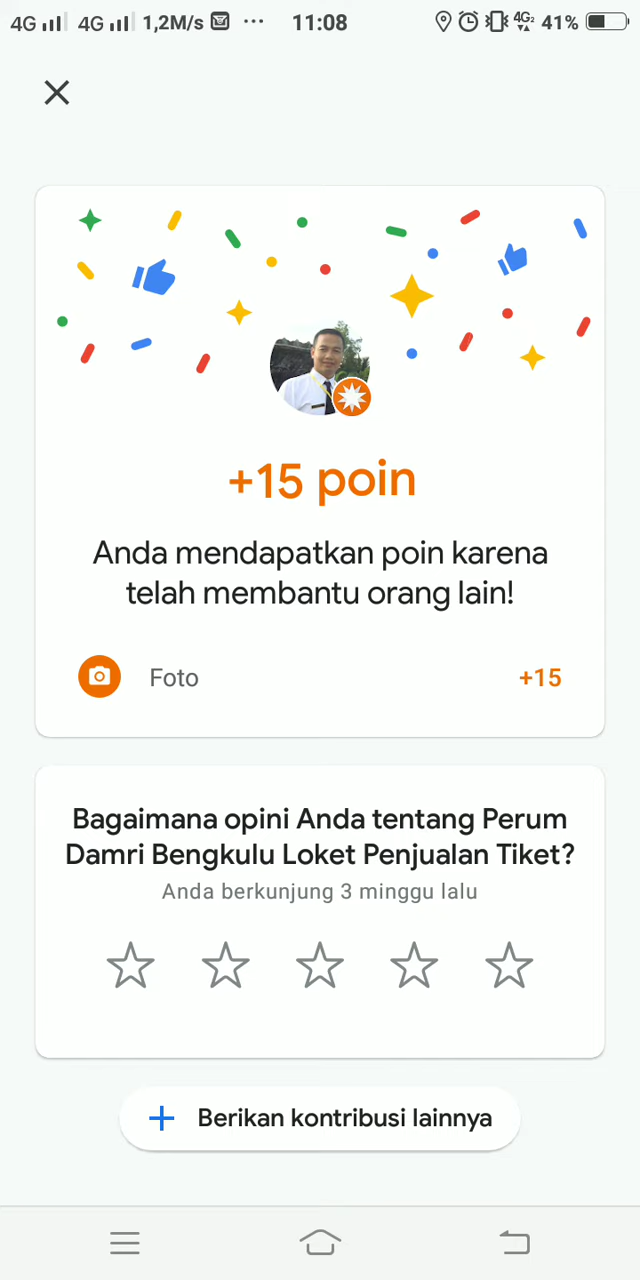 4G 4G 1,2M/s ... 11:08 4G2 41%
+15 poin
Anda mendapatkan poin karena
telah membantu orang lain!
Foto +15
Bagaimana opini Anda tentang Perum
Damri Bengkulu Loket Penjualan Tiket?
Anda berkunjung 3 minggu lalu
+ Berikan kontribusi lainnya